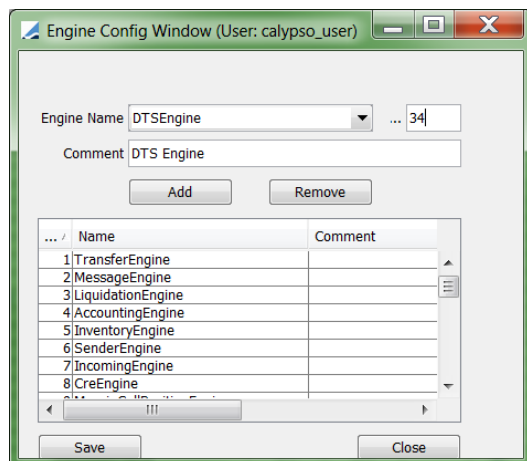 Engine Config Window (User: calypso_user)
Engine Name DTSEngine ... 34
Comment DTS Engine
Add Remove
... Name Comment
1 TransferEngine
2 MessageEngine
3 LiquidationEngine
4 AccountingEngine
5 InventoryEngine
6 SenderEngine
7 IncomingEngine
8 CreEngine
Save Close